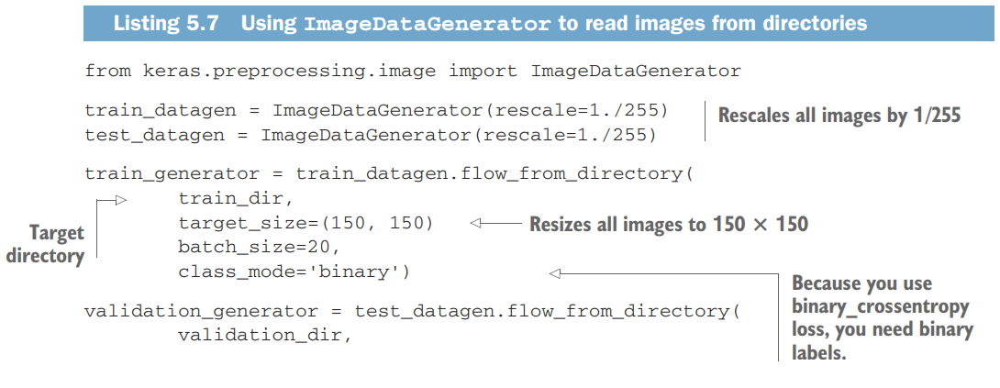 Listing 5.7 Using ImageDataGenerator to read images from directories
from keras.preprocessing.image import ImageDataGenerator
train_datagen = ImageDataGenerator(rescale=1./255)
test_datagen = ImageDataGenerator(rescale=1./255)
Rescales all images by 1/255
train_generator = train_datagen.flow_from_directory(
train_dir,
target_size=(150, 150)
Resizes all images to 150 × 150
batch_size=20,
class_mode='binary')
Target
directory
Because you use
binary_crossentropy
loss, you need binary
labels.
validation_generator = test_datagen.flow_from_directory(
validation_dir,